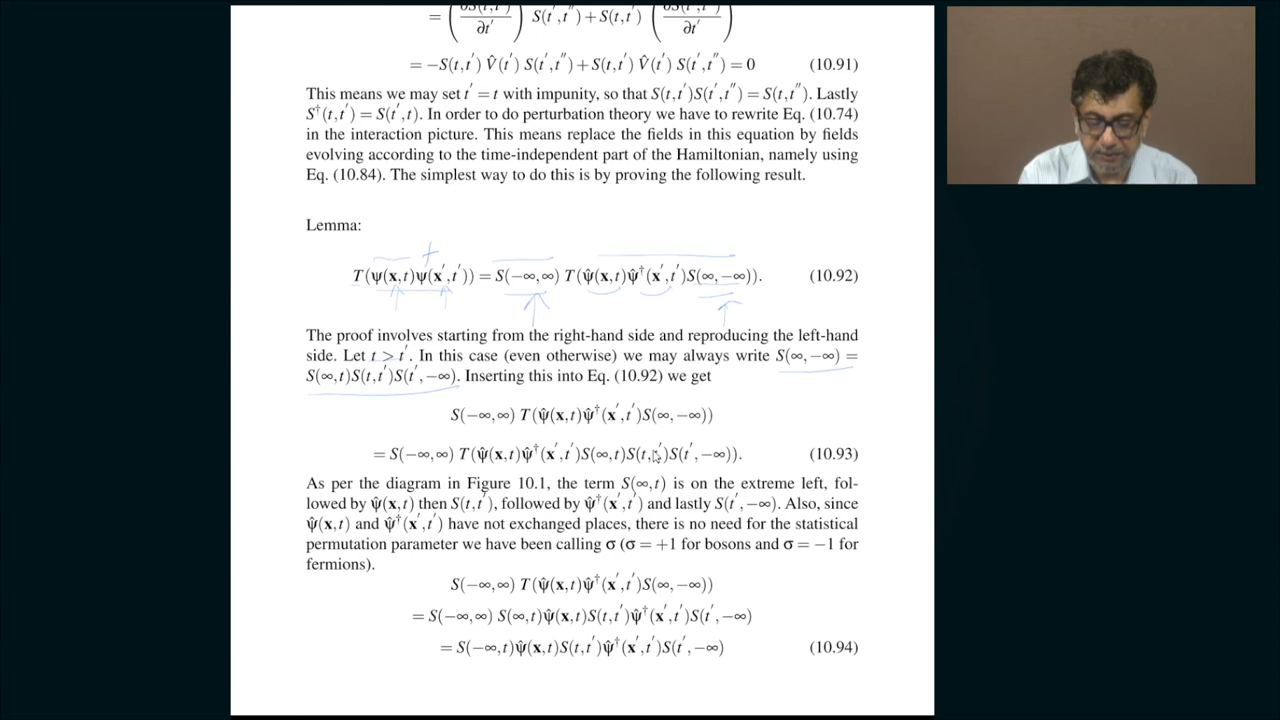 = ( ∂S(t,t′) / ∂t′ ) S(t′,t″) + S(t,t′) ( ∂S(t′,t″) / ∂t′ )
= −S(t,t′) V̂(t′) S(t′,t″) + S(t,t′) V̂(t′) S(t′,t″) = 0 (10.91)
This means we may set t′ = t with impunity, so that S(t,t′)S(t′,t″) = S(t,t″). Lastly
S†(t,t′) = S(t′,t). In order to do perturbation theory we have to rewrite Eq. (10.74)
in the interaction picture. This means replace the fields in this equation by fields
evolving according to the time-independent part of the Hamiltonian, namely using
Eq. (10.84). The simplest way to do this is by proving the following result.
Lemma:
†
T(ψ(x,t)ψ(x′,t′)) = S(−∞,∞) T(ψ̂(x,t)ψ̂†(x′,t′)S(∞,−∞)). (10.92)
The proof involves starting from the right-hand side and reproducing the left-hand
side. Let t > t′. In this case (even otherwise) we may always write S(∞,−∞) =
S(∞,t)S(t,t′)S(t′,−∞). Inserting this into Eq. (10.92) we get
S(−∞,∞) T(ψ̂(x,t)ψ̂†(x′,t′)S(∞,−∞))
= S(−∞,∞) T(ψ̂(x,t)ψ̂†(x′,t′)S(∞,t)S(t,t′)S(t′,−∞)). (10.93)
As per the diagram in Figure 10.1, the term S(∞,t) is on the extreme left, fol-
lowed by ψ̂(x,t) then S(t,t′), followed by ψ̂†(x′,t′) and lastly S(t′,−∞). Also, since
ψ̂(x,t) and ψ̂†(x′,t′) have not exchanged places, there is no need for the statistical
permutation parameter we have been calling σ (σ = +1 for bosons and σ = −1 for
fermions).
S(−∞,∞) T(ψ̂(x,t)ψ̂†(x′,t′)S(∞,−∞))
= S(−∞,∞) S(∞,t)ψ̂(x,t)S(t,t′)ψ̂†(x′,t′)S(t′,−∞)
= S(−∞,t)ψ̂(x,t)S(t,t′)ψ̂†(x′,t′)S(t′,−∞) (10.94)